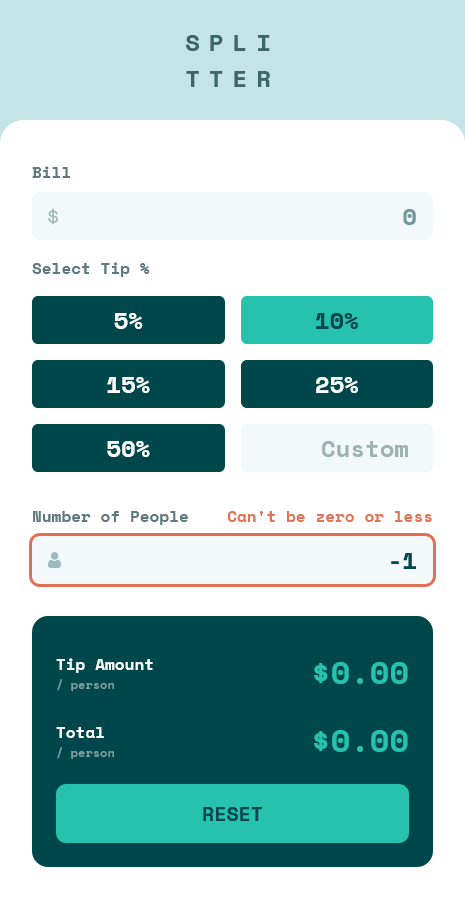 SPLI
TTER
Bill
$ 0
Select Tip %
5% 10%
15% 25%
50% Custom
Number of People Can't be zero or less
-1
Tip Amount $0.00
/ person
Total $0.00
/ person
RESET